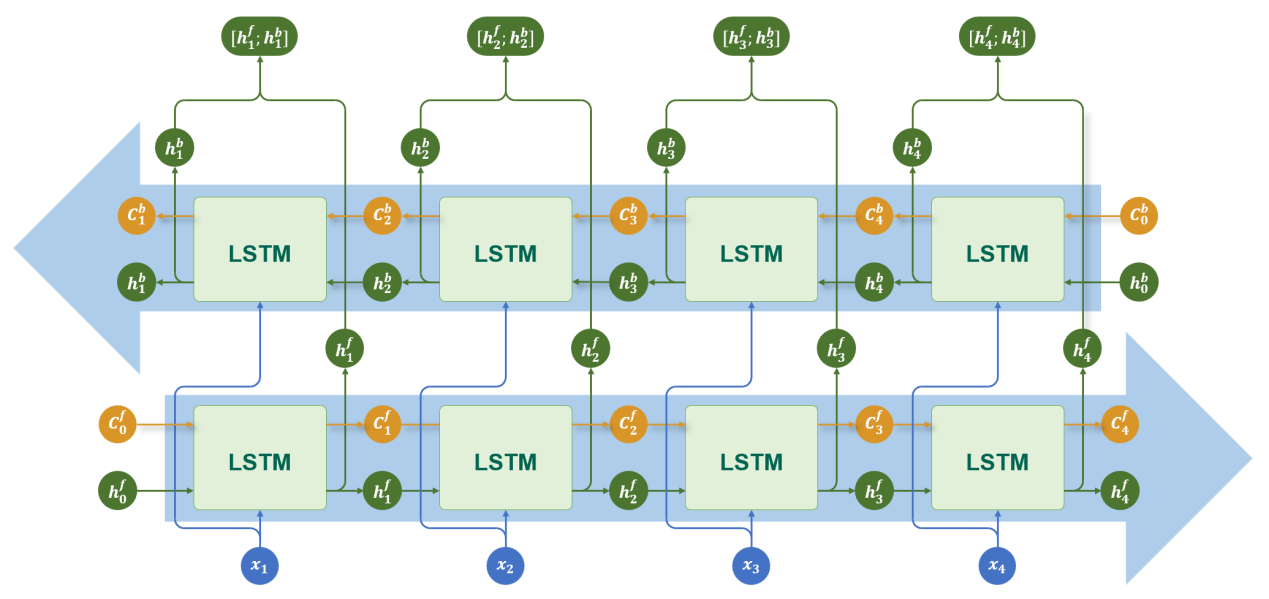 [h₁ᶠ; h₁ᵇ] [h₂ᶠ; h₂ᵇ] [h₃ᶠ; h₃ᵇ] [h₄ᶠ; h₄ᵇ]
h₁ᵇ h₂ᵇ h₃ᵇ h₄ᵇ
C₁ᵇ C₂ᵇ C₃ᵇ C₄ᵇ C₀ᵇ
LSTM LSTM LSTM LSTM
h₁ᵇ h₂ᵇ h₃ᵇ h₄ᵇ h₀ᵇ
h₁ᶠ h₂ᶠ h₃ᶠ h₄ᶠ
C₀ᶠ C₁ᶠ C₂ᶠ C₃ᶠ C₄ᶠ
LSTM LSTM LSTM LSTM
h₀ᶠ h₁ᶠ h₂ᶠ h₃ᶠ h₄ᶠ
x₁ x₂ x₃ x₄